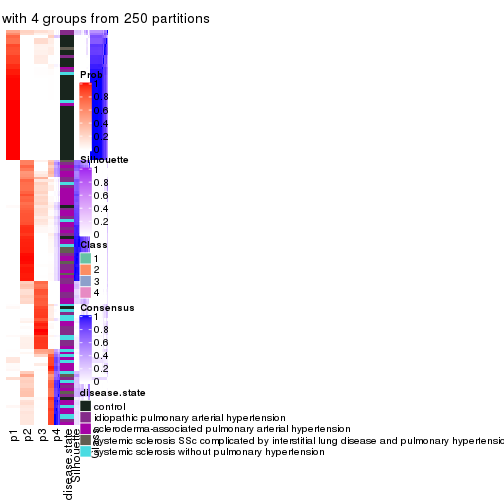 with 4 groups from 250 partitions
Prob
1
0.8
0.6
0.4
0.2
0
Silhouette
1
0.8
0.6
0.4
0.2
0
Class
1
2
3
4
Consensus
1
0.8
0.6
0.4
0.2
0
disease.state
control
idiopathic pulmonary arterial hypertension
scleroderma-associated pulmonary arterial hypertension
systemic sclerosis SSc complicated by interstitial lung disease and pulmonary hypertensio
systemic sclerosis without pulmonary hypertension
p1
p2
p3
p4
disease.state
Silhouette
Class